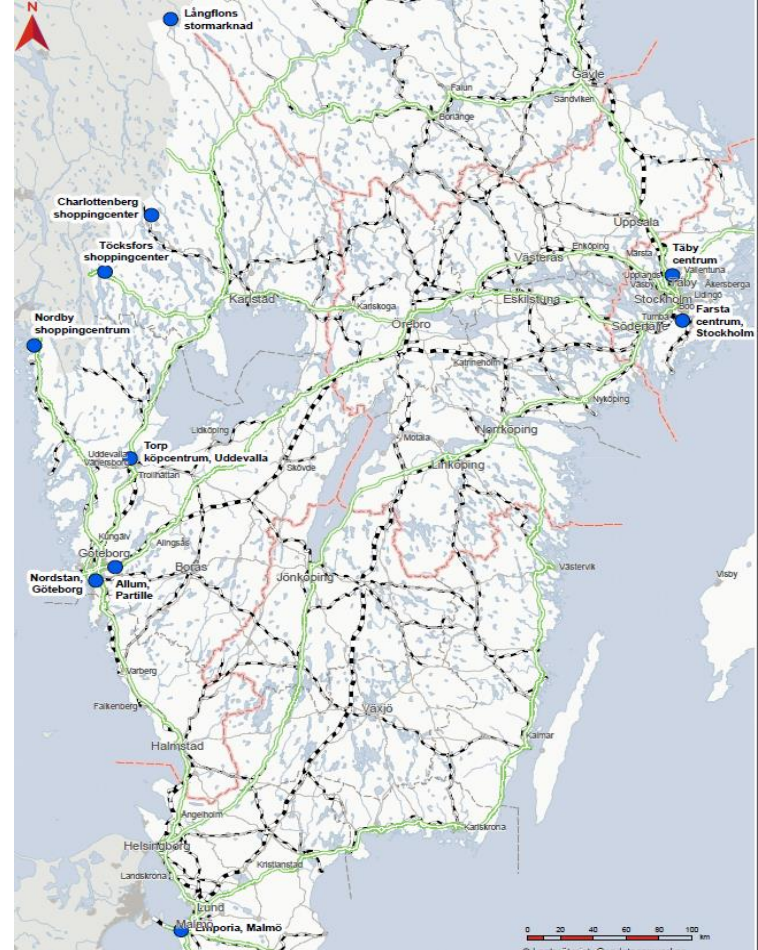 N
Långflons
stormarknad
Gävle
Falun
Sandviken
Borlänge
Charlottenberg
shoppingcenter
Uppsala
Töcksfors
shoppingcenter
Enköping
Västerås
Märsta
Täby
centrum
Vallentuna
Upplands
Väsby
Åkersberga
Lidingö
Karlstad
Eskilstuna
Stockholm
Boo
Karlskoga
Tumba
Farsta
centrum,
Stockholm
Nordby
shoppingcentrum
Örebro
Södertälje
Katrineholm
Nyköping
Lidköping
Norrköping
Motala
Torp
köpcentrum, Uddevalla
Uddevalla
Vänersborg
Linköping
Skövde
Trollhättan
Kungälv
Alingsås
Göteborg
Borås
Västervik
Nordstan,
Göteborg
Allum,
Partille
Jönköping
Visby
Varberg
Falkenberg
Växjö
Halmstad
Kalmar
Ängelholm
Karlskrona
Helsingborg
Kristianstad
Landskrona
Lund
Malmö
Emporia, Malmö
0 20 40 60 80 100
km